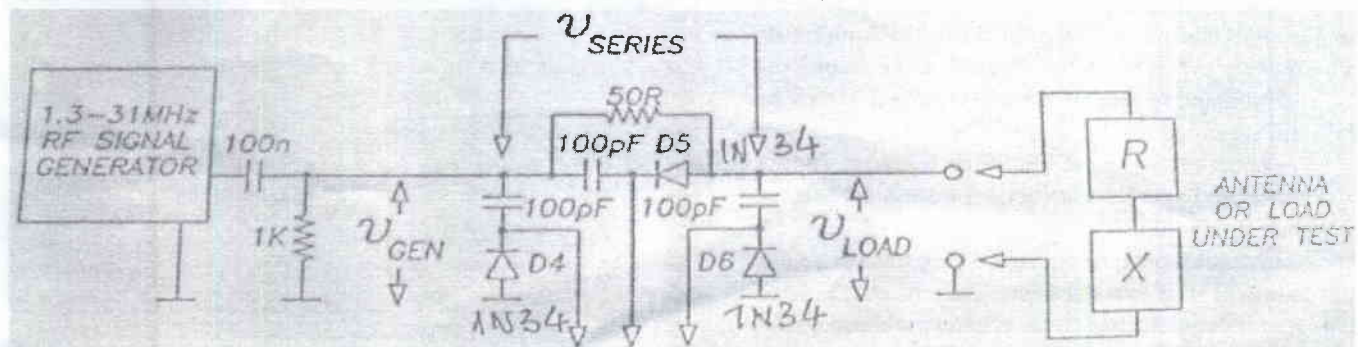 V SERIES
50R
1.3-31MHz
RF SIGNAL
GENERATOR
100n
100pF D5
1N34
R
ANTENNA
OR LOAD
UNDER TEST
100pF
100pF
1K
V GEN
D4
D6
V LOAD
X
1N34
1N34